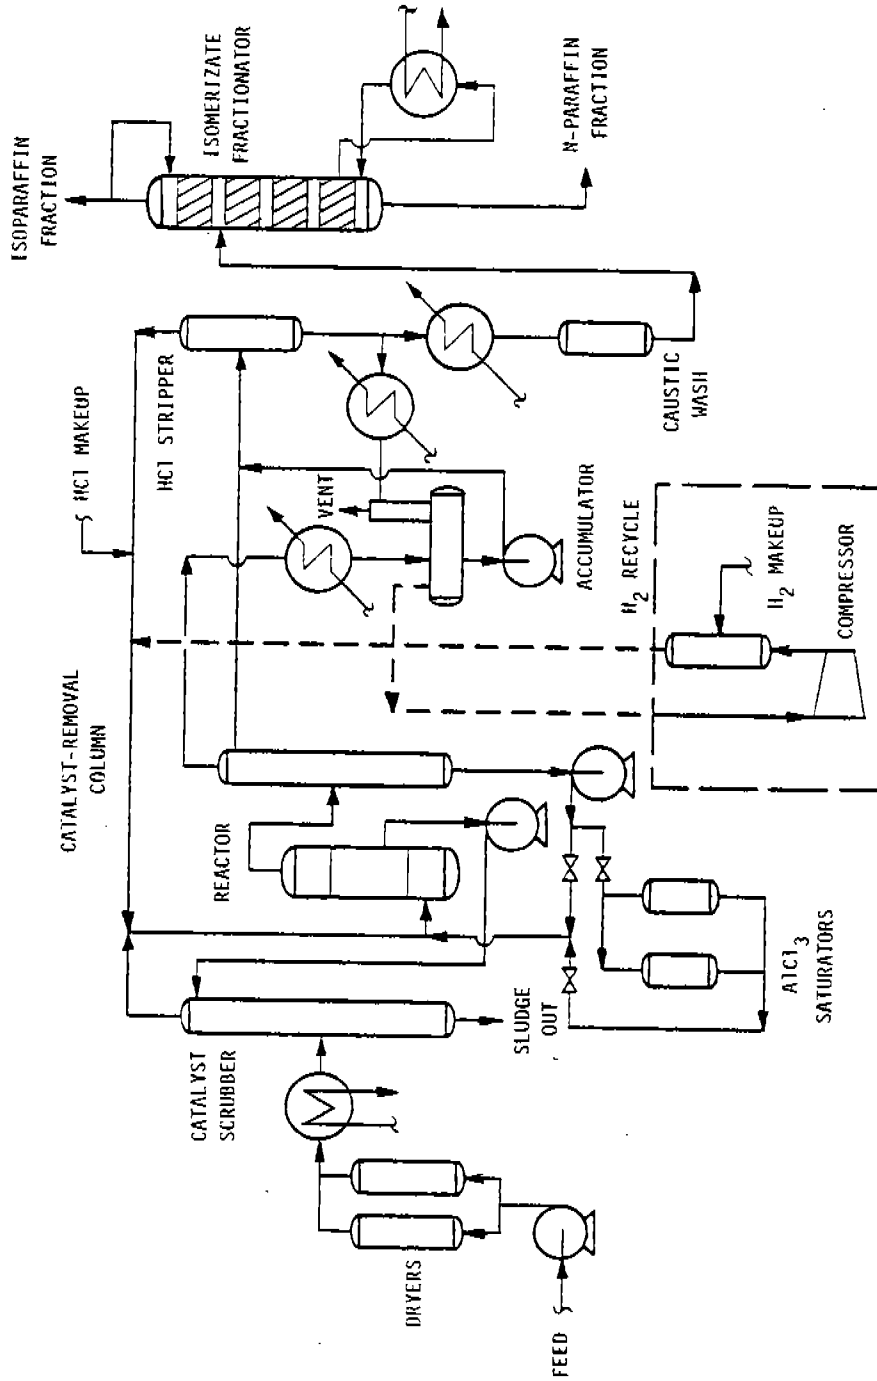 FEED
DRYERS
CATALYST
SCRUBBER
SLUDGE
OUT
AlCl3
SATURATORS
REACTOR
CATALYST-REMOVAL
COLUMN
HCl MAKEUP
HCl STRIPPER
VENT
ACCUMULATOR
H2 RECYCLE
H2 MAKEUP
COMPRESSOR
CAUSTIC
WASH
ISOPARAFFIN
FRACTION
ISOMERIZATE
FRACTIONATOR
N-PARAFFIN
FRACTION